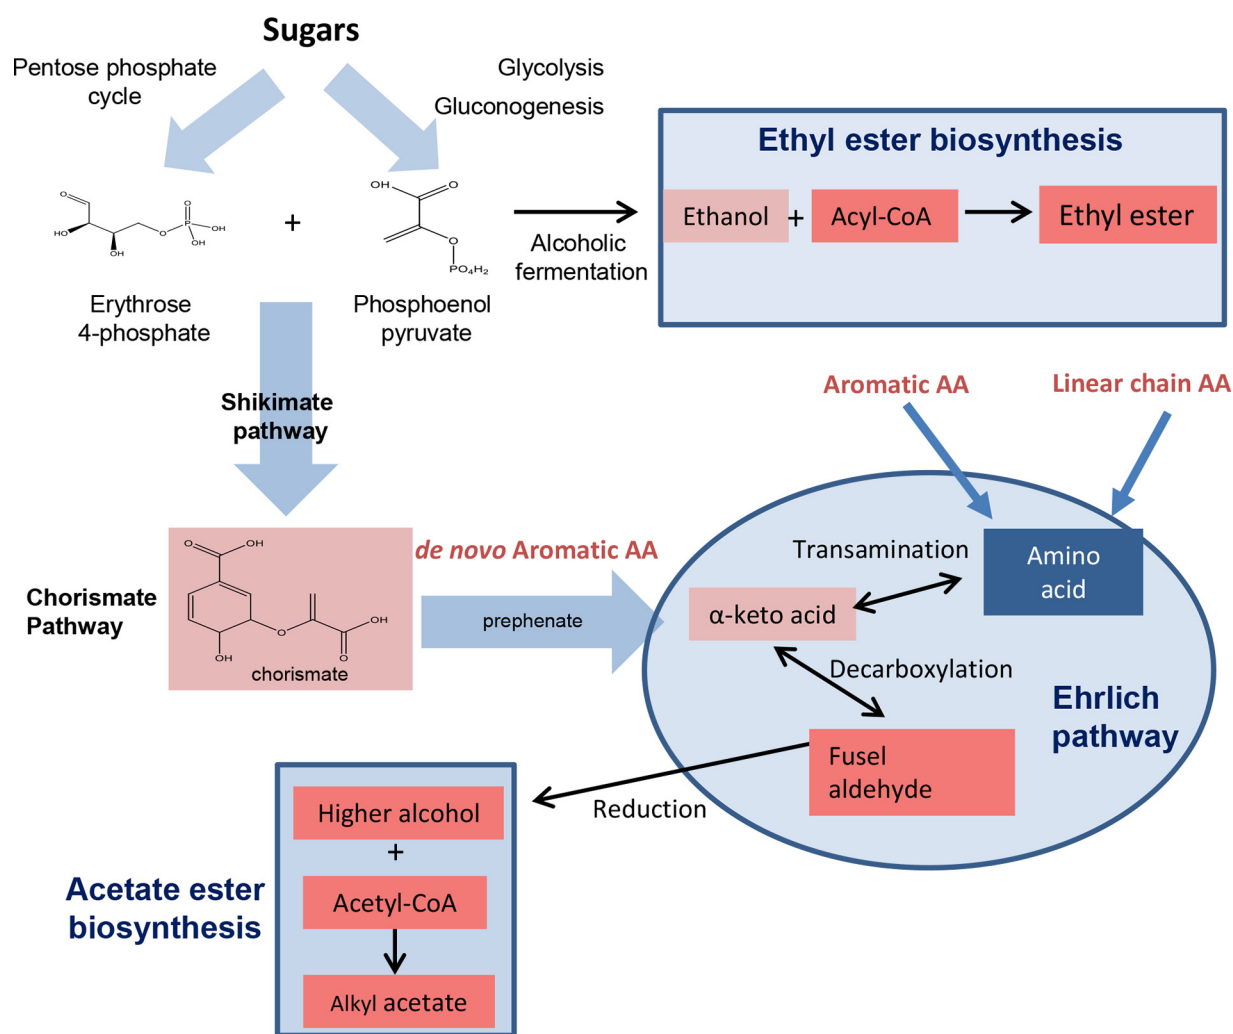 Sugars
Pentose phosphate
cycle
Glycolysis
Gluconogenesis
Ethyl ester biosynthesis
Ethanol + Acyl-CoA
Ethyl ester
O
HO
OH
O
O
P
OH
OH
+
OH
O
O
PO₄H₂
Alcoholic
fermentation
Erythrose
4-phosphate
Phosphoenol
pyruvate
Shikimate
pathway
Aromatic AA
Linear chain AA
Chorismate
Pathway
O
OH
O
OH
O
OH
chorismate
de novo Aromatic AA
prephenate
Transamination
Amino
acid
α-keto acid
Decarboxylation
Ehrlich
pathway
Fusel
aldehyde
Reduction
Acetate ester
biosynthesis
Higher alcohol
+
Acetyl-CoA
Alkyl acetate